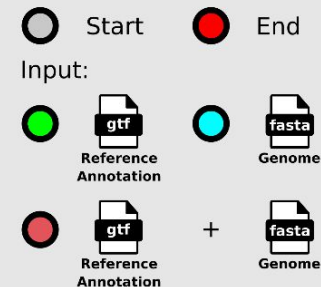 Start End
Input:
gtf fasta
Reference Genome
Annotation
gtf + fasta
Reference Genome
Annotation